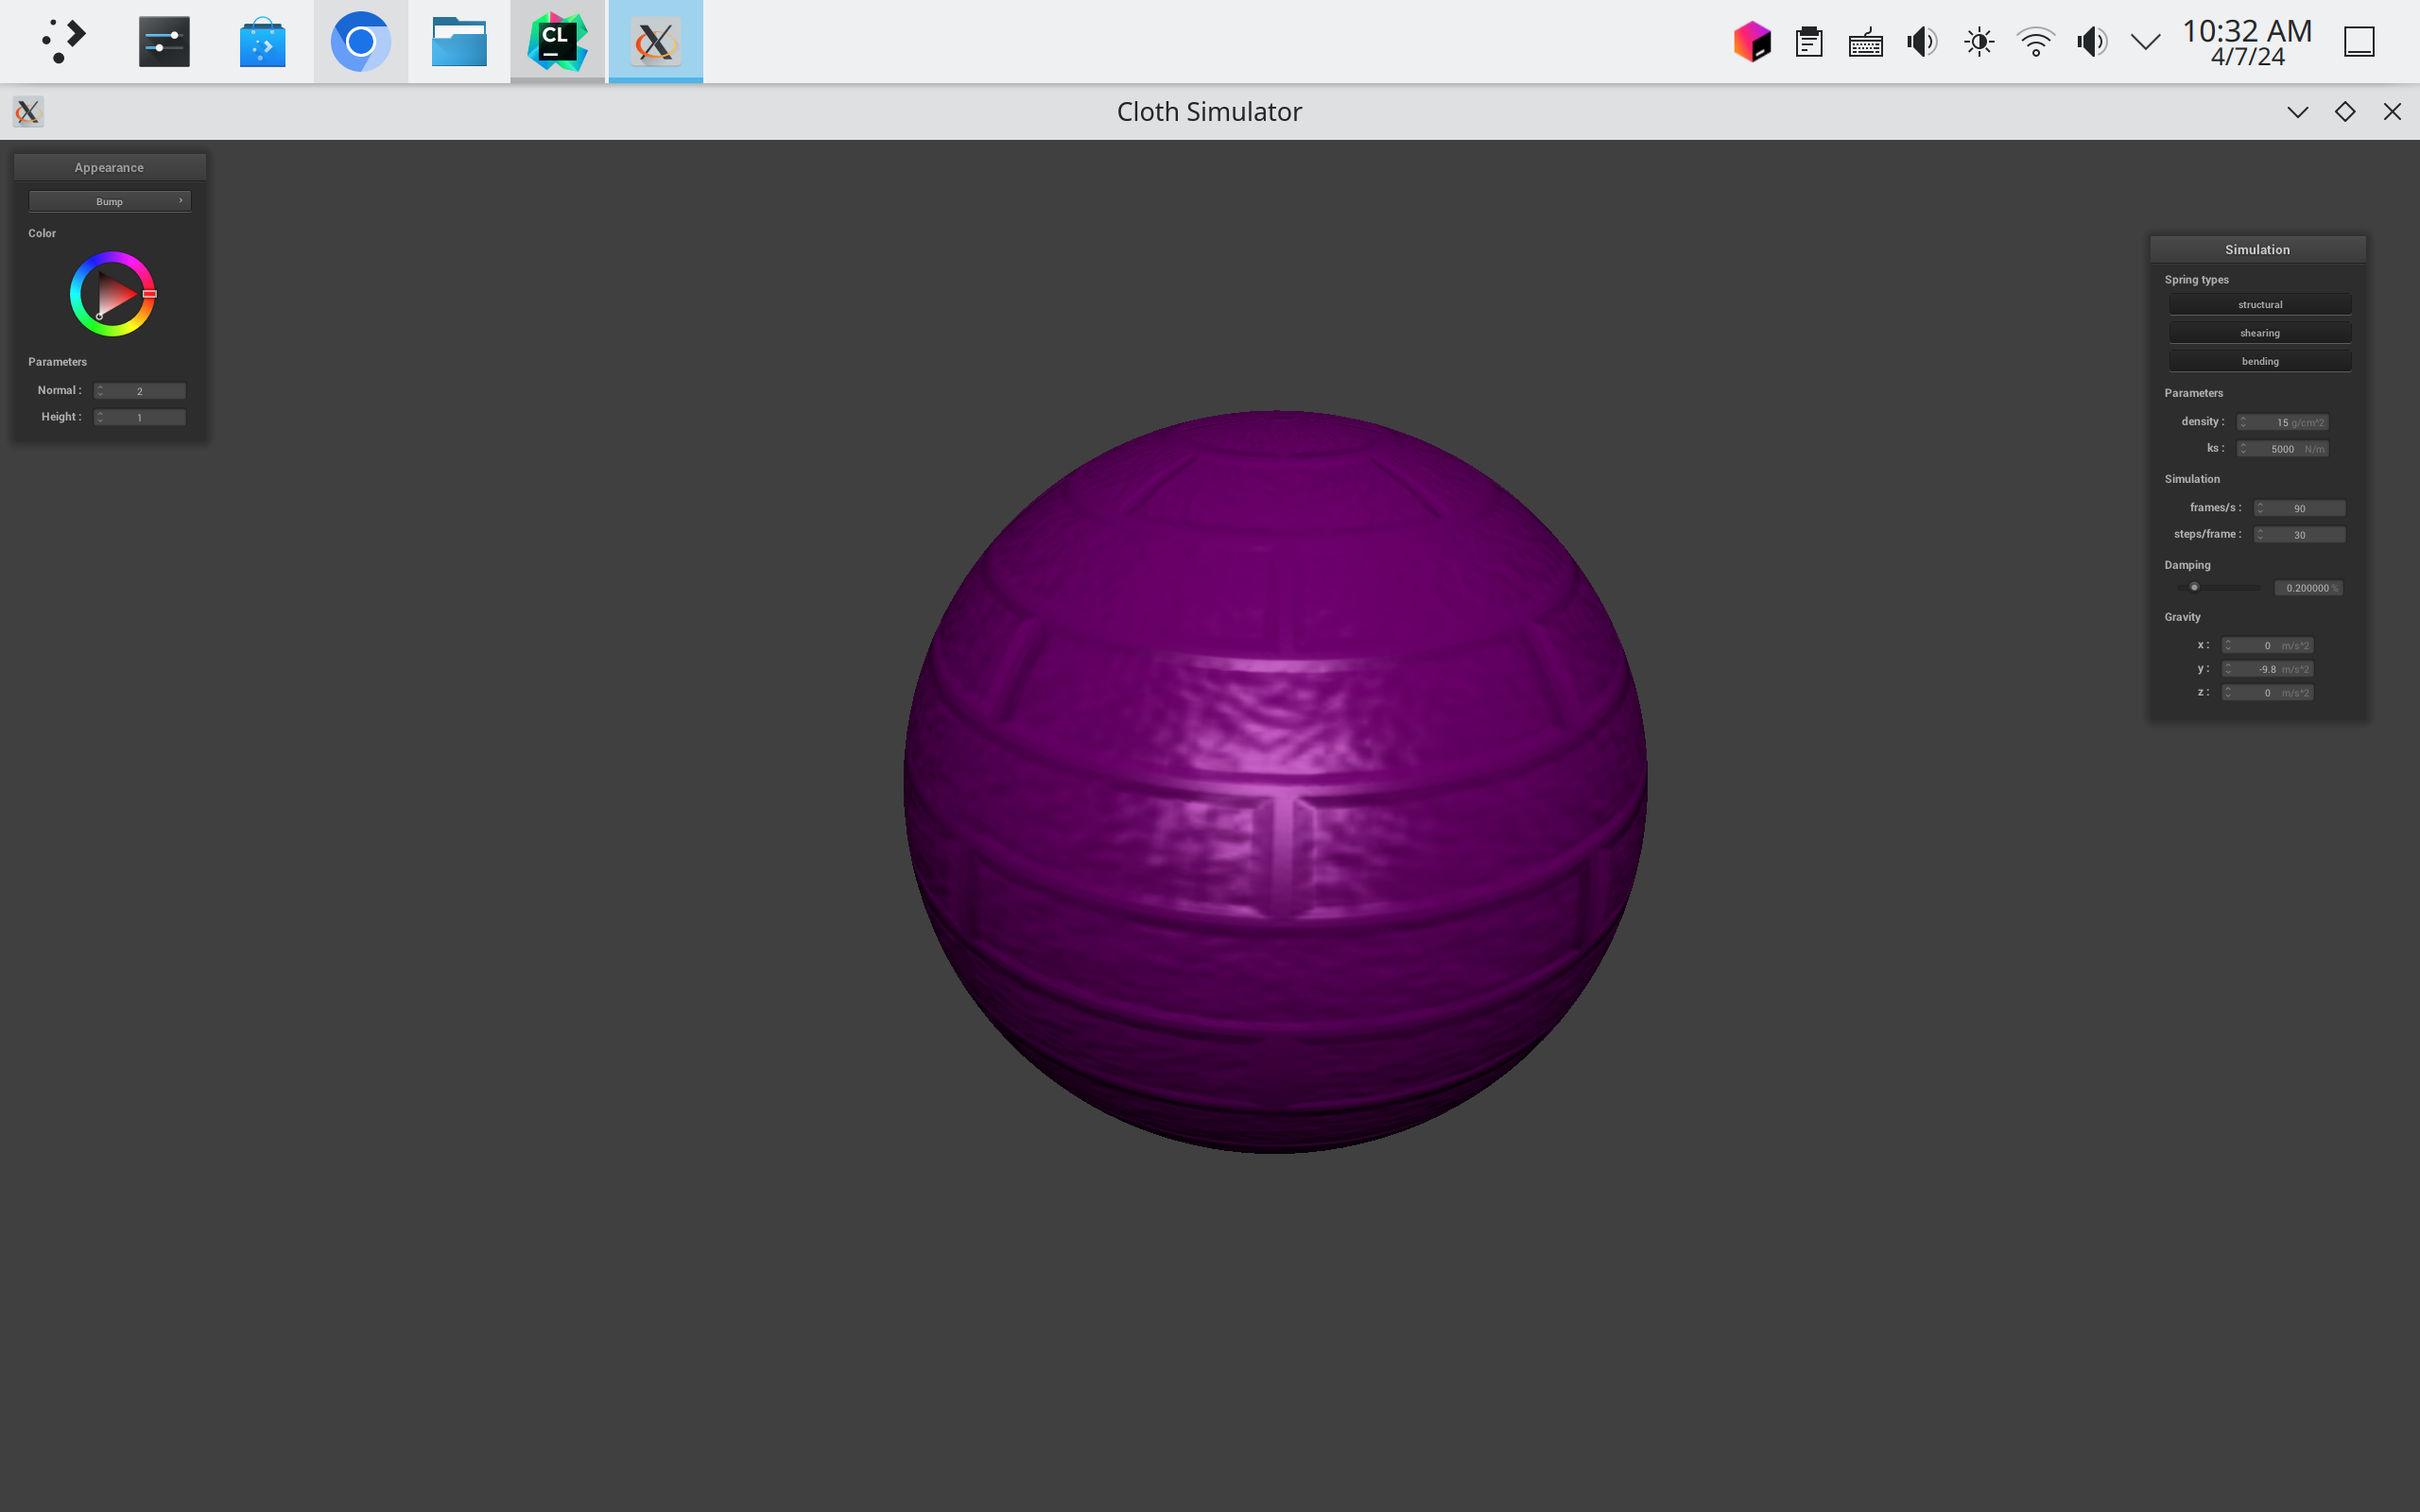 CL
10:32 AM
4/7/24
Cloth Simulator
Appearance
Bump
Color
Parameters
Normal : 2
Height : 1
Simulation
Spring types
structural
shearing
bending
Parameters
density : 15 g/cm^2
ks : 5000 N/m
Simulation
frames/s : 90
steps/frame : 30
Damping
0.200000 %
Gravity
x : 0 m/s^2
y : -9.8 m/s^2
z : 0 m/s^2